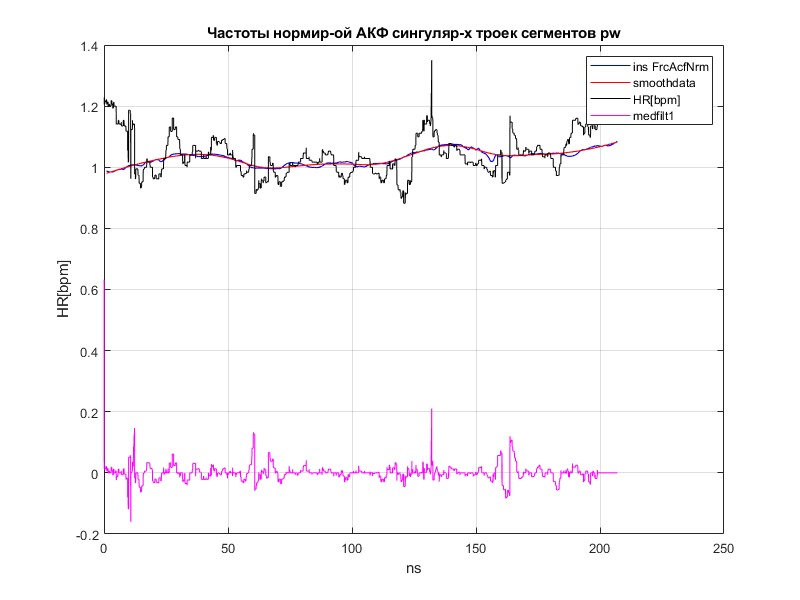 Частоты нормир-ой АКФ сингуляр-х троек сегментов pw
1.4
1.2
1
0.8
0.6
0.4
0.2
0
-0.2
HR[bpm]
ins FrcAcfNrm
smoothdata
HR[bpm]
medfilt1
0
50
100
150
200
250
ns